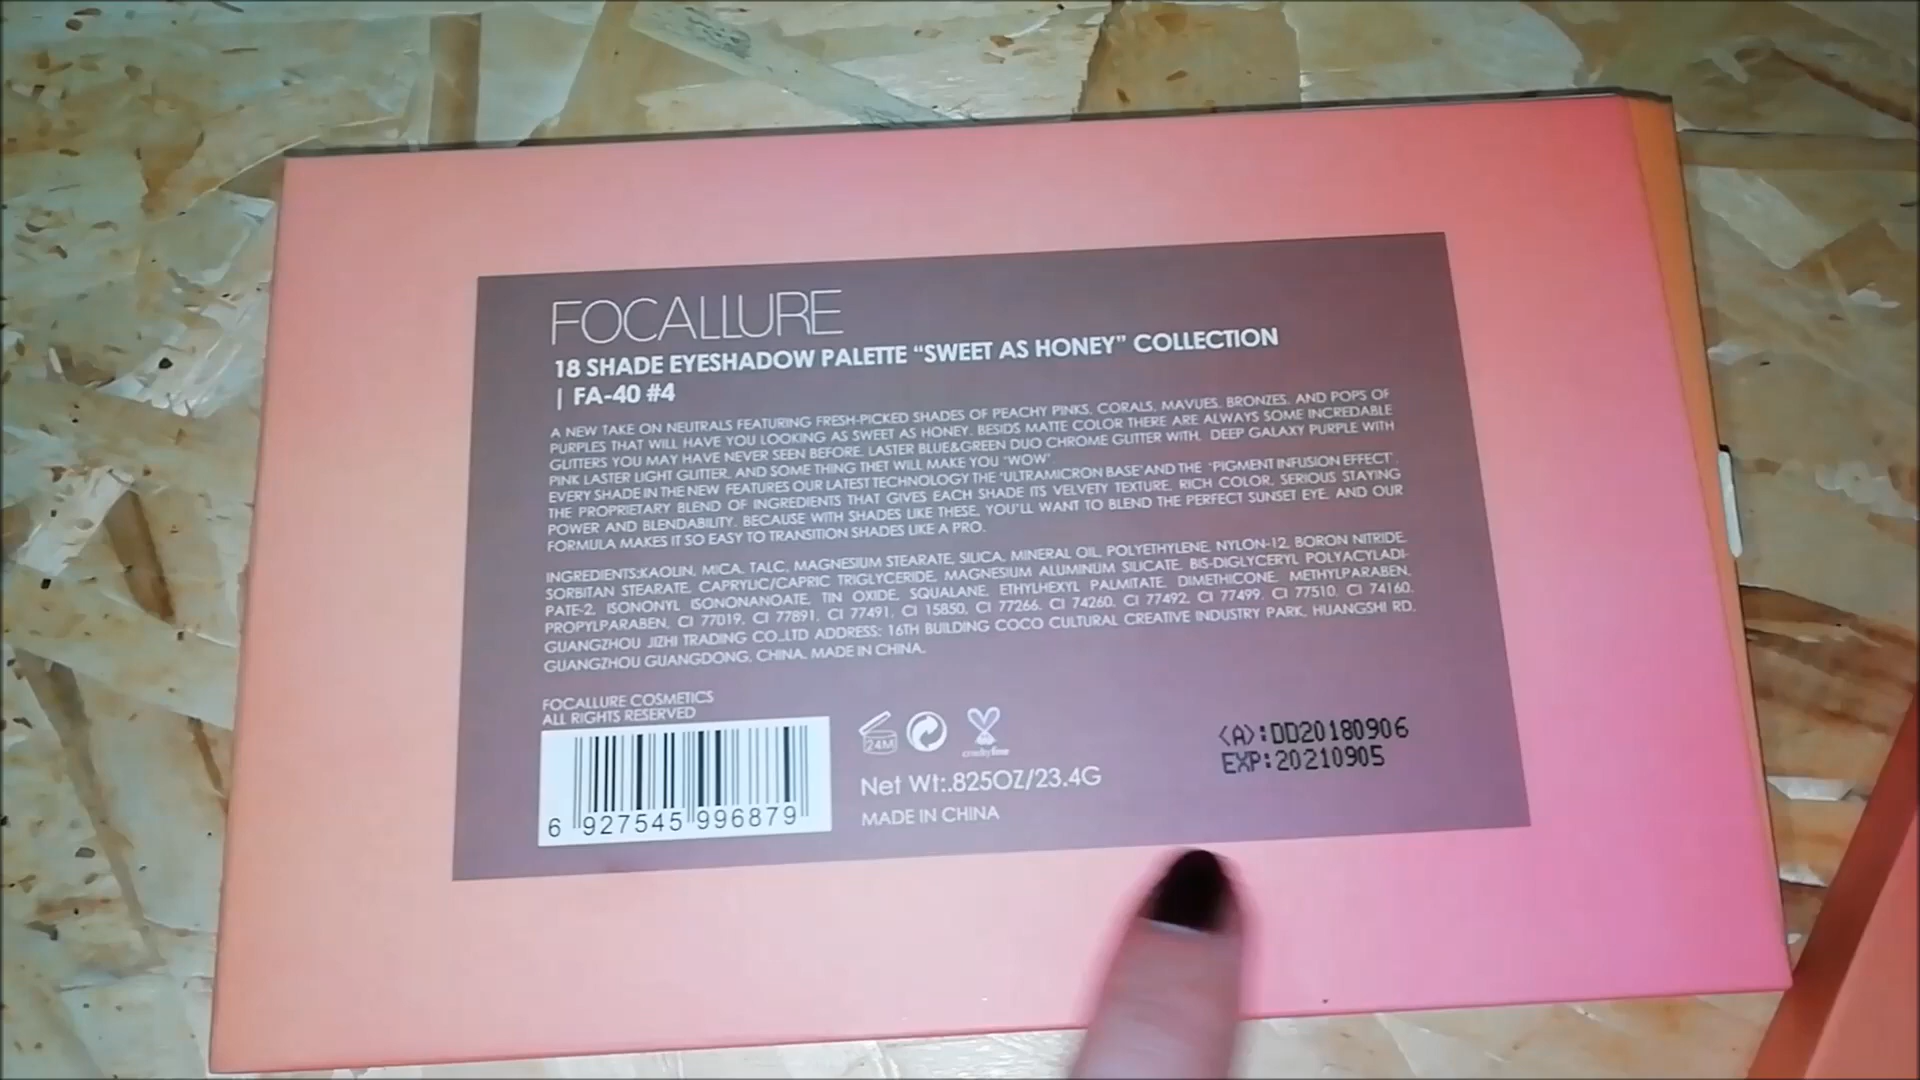 FOCALLURE
18 SHADE EYESHADOW PALETTE “SWEET AS HONEY” COLLECTION
| FA-40 #4
A NEW TAKE ON NEUTRALS FEATURING FRESH-PICKED SHADES OF PEACHY PINKS, CORALS, MAVUES, BRONZES, AND POPS OF
PURPLES THAT WILL HAVE YOU LOOKING AS SWEET AS HONEY. BESIDS MATTE COLOR THERE ARE ALWAYS SOME INCREDABLE
GLITTERS YOU MAY HAVE NEVER SEEN BEFORE. LASTER BLUE&GREEN DUO CHROME GLITTER WITH, DEEP GALAXY PURPLE WITH
PINK LASTER LIGHT GLITTER, AND SOME THING THET WILL MAKE YOU “WOW”
EVERY SHADE IN THE NEW FEATURES OUR LATEST TECHNOLOGY THE “ULTRAMICRON BASE” AND THE “PIGMENT INFUSION EFFECT”,
THE PROPRIETARY BLEND OF INGREDIENTS THAT GIVES EACH SHADE ITS VELVETY TEXTURE, RICH COLOR, SERIOUS STAYING
POWER AND BLENDABILITY. BECAUSE WITH SHADES LIKE THESE, YOU’LL WANT TO BLEND THE PERFECT SUNSET EYE, AND OUR
FORMULA MAKES IT SO EASY TO TRANSITION SHADES LIKE A PRO.
INGREDIENTS:KAOLIN, MICA, TALC, MAGNESIUM STEARATE, SILICA, MINERAL OIL, POLYETHYLENE, NYLON-12, BORON NITRIDE,
SORBITAN STEARATE, CAPRYLIC/CAPRIC TRIGLYCERIDE, MAGNESIUM ALUMINUM SILICATE, BIS-DIGLYCERYL POLYACYLADI-
PATE-2, ISONONYL ISONONANOATE, TIN OXIDE, SQUALANE, ETHYLHEXYL PALMITATE, DIMETHICONE, METHYLPARABEN,
PROPYLPARABEN, CI 77019, CI 77891, CI 77491, CI 15850, CI 77266, CI 74260, CI 77492, CI 77499, CI 77510, CI 74160.
GUANGZHOU JIZHI TRADING CO.,LTD ADDRESS: 16TH BUILDING COCO CULTURAL CREATIVE INDUSTRY PARK, HUANGSHI RD,
GUANGZHOU GUANGDONG, CHINA. MADE IN CHINA.
FOCALLURE COSMETICS
ALL RIGHTS RESERVED
6 927545 996879
24M
crueltyfree
Net Wt:.825OZ/23.4G
MADE IN CHINA
(A):DD20180906
EXP:20210905